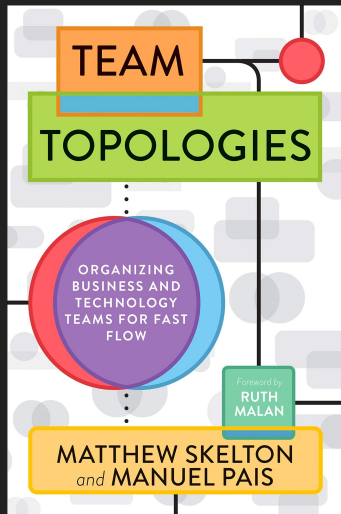 TEAM
TOPOLOGIES
ORGANIZING
BUSINESS AND
TECHNOLOGY
TEAMS FOR FAST
FLOW
Foreword by
RUTH
MALAN
MATTHEW SKELTON
and MANUEL PAIS